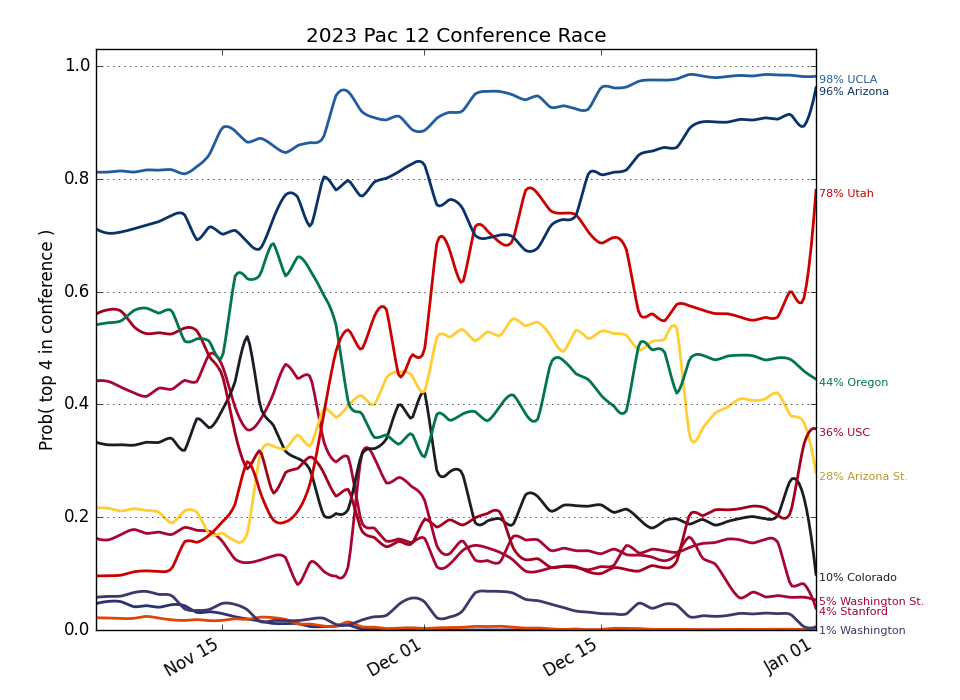 2023 Pac 12 Conference Race
Prob( top 4 in conference )
1.0
0.8
0.6
0.4
0.2
0.0
Nov 15
Dec 01
Dec 15
Jan 01
98% UCLA
96% Arizona
78% Utah
44% Oregon
36% USC
28% Arizona St.
10% Colorado
5% Washington St.
4% Stanford
1% Washington